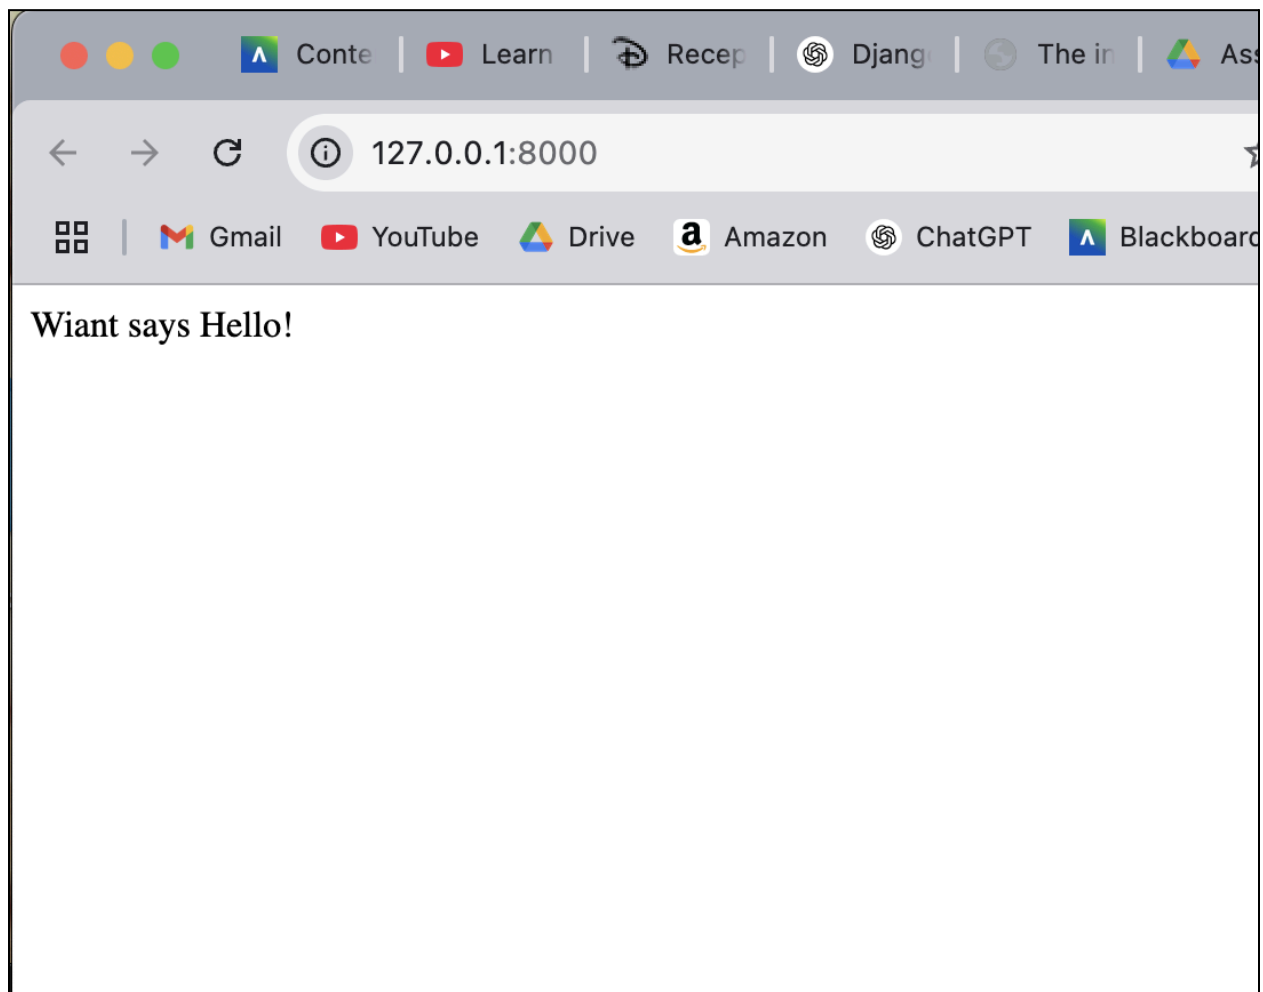 Conte Learn Recep Djang The in Ass
127.0.0.1:8000
Gmail YouTube Drive Amazon ChatGPT Blackboard
Wiant says Hello!